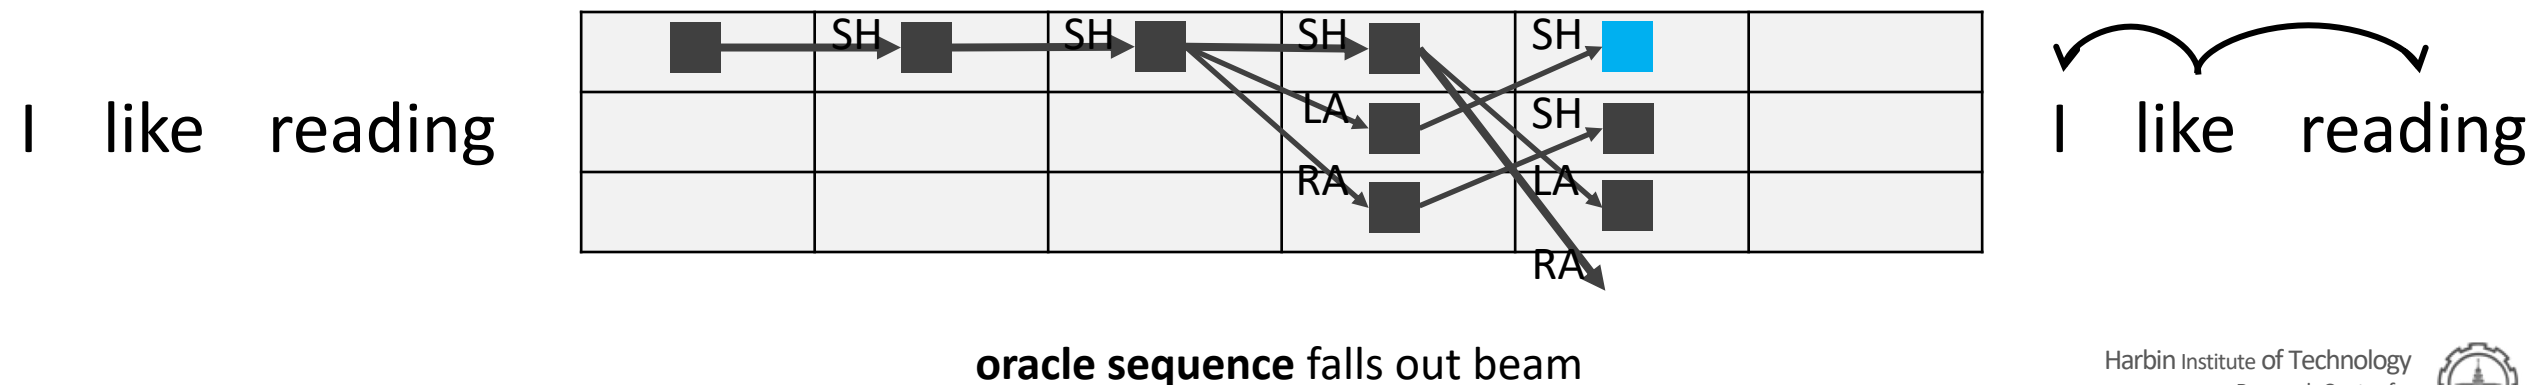 SH SH SH SH
I like reading
LA SH
RA LA
RA
I like reading
oracle sequence falls out beam
Harbin Institute of Technology